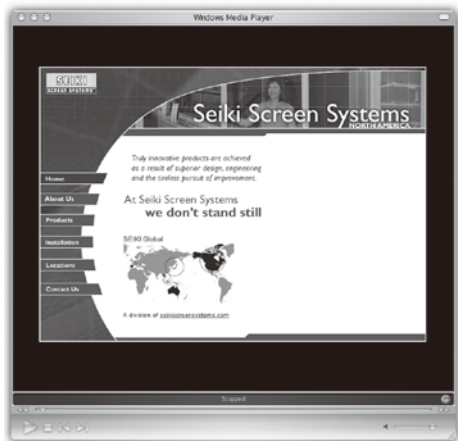 Windows Media Player
SEIKI
SCREEN SYSTEMS
Seiki Screen Systems
NORTH AMERICA
Truly innovative products are achieved
as a result of superior design, engineering
and the tireless pursuit of improvement.
Home
About Us
At Seiki Screen Systems
we don't stand still
Products
Installation
SEIKI Global
Locations
Contact Us
A division of seikiscreensystems.com
Stopped